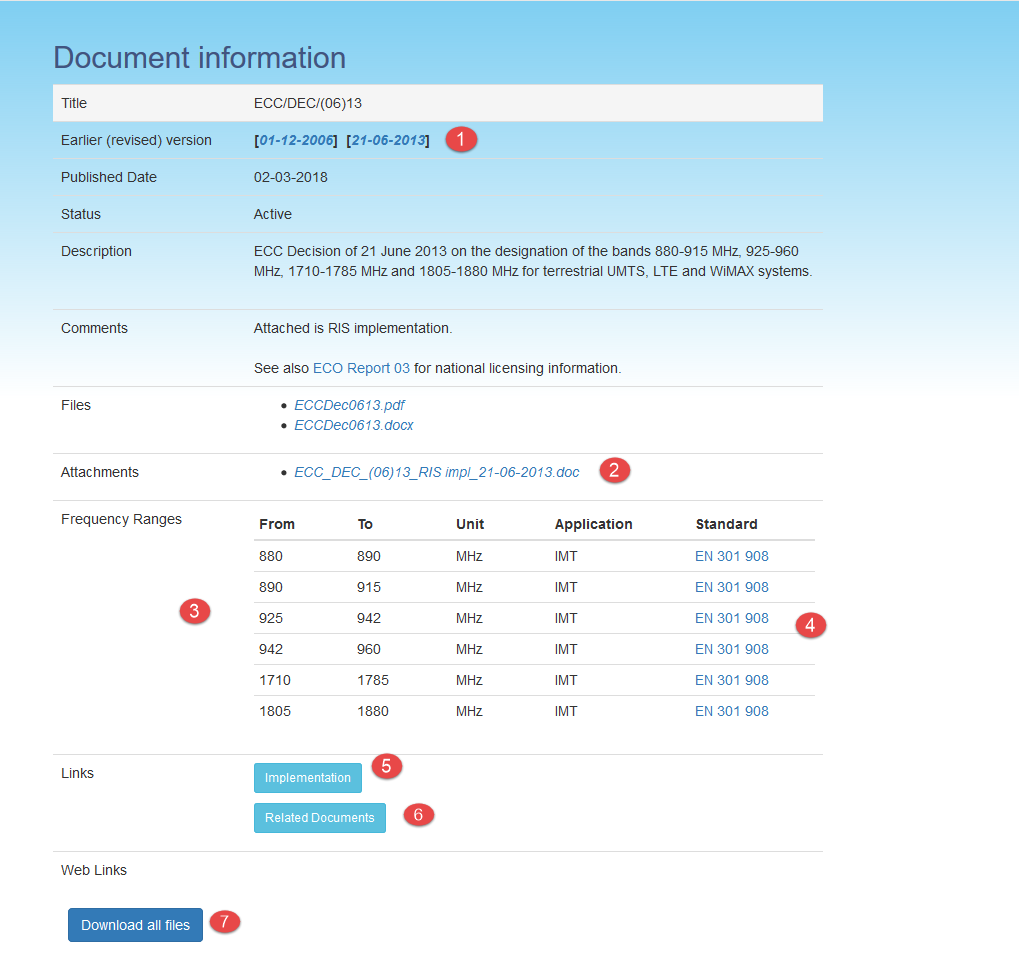 Document information
Title ECC/DEC/(06)13
Earlier (revised) version [01-12-2006] [21-06-2013] 1
Published Date 02-03-2018
Status Active
Description ECC Decision of 21 June 2013 on the designation of the bands 880-915 MHz, 925-960
MHz, 1710-1785 MHz and 1805-1880 MHz for terrestrial UMTS, LTE and WiMAX systems.
Comments Attached is RIS implementation.
See also ECO Report 03 for national licensing information.
Files • ECCDec0613.pdf
• ECCDec0613.docx
Attachments • ECC_DEC_(06)13_RIS impl_21-06-2013.doc 2
Frequency Ranges From To Unit Application Standard
880 890 MHz IMT EN 301 908
890 915 MHz IMT EN 301 908
3 925 942 MHz IMT EN 301 908 4
942 960 MHz IMT EN 301 908
1710 1785 MHz IMT EN 301 908
1805 1880 MHz IMT EN 301 908
Links Implementation 5
Related Documents 6
Web Links
Download all files 7